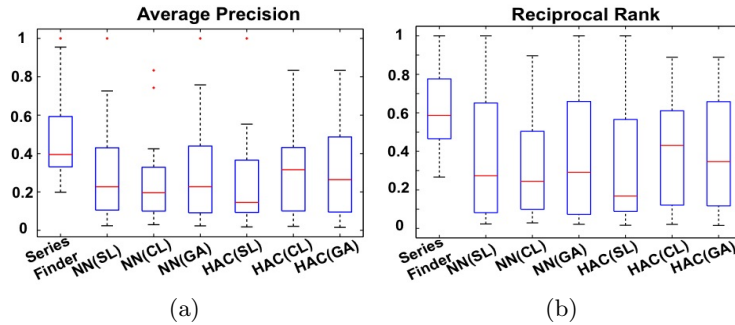 Average Precision
1
0.8
0.6
0.4
0.2
0
Series
Finder
NN(SL)
NN(CL)
NN(GA)
HAC(SL)
HAC(CL)
HAC(GA)
(a)
Reciprocal Rank
1
0.8
0.6
0.4
0.2
0
Series
Finder
NN(SL)
NN(CL)
NN(GA)
HAC(SL)
HAC(CL)
HAC(GA)
(b)